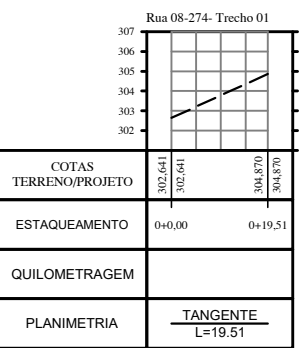 Rua 08-274- Trecho 01
307
306
305
304
303
302
COTAS
TERRENO/PROJETO
302,641
302,641
304,870
304,870
ESTAQUEAMENTO
0+0,00
0+19,51
QUILOMETRAGEM
PLANIMETRIA
TANGENTE
L=19.51